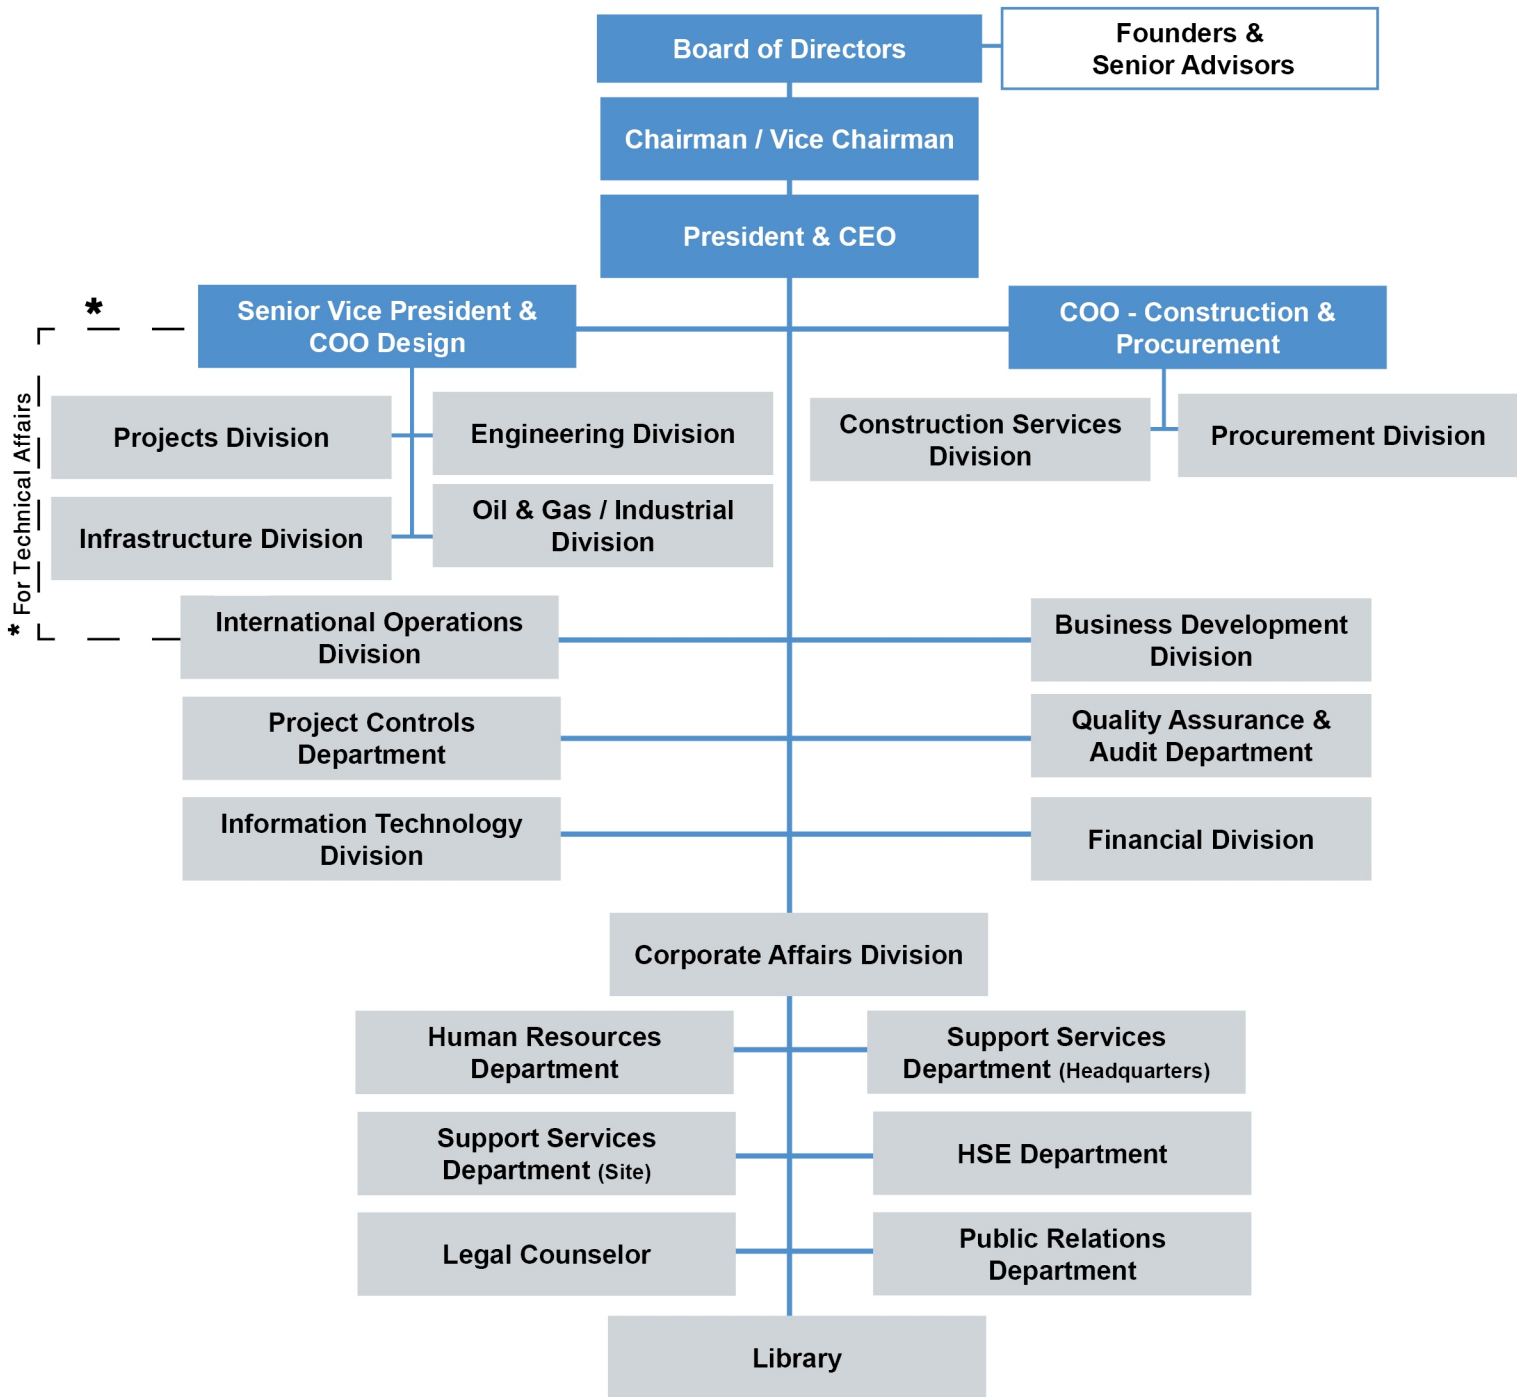 Board of Directors
Founders &
Senior Advisors
Chairman / Vice Chairman
President & CEO
*
Senior Vice President &
COO Design
COO - Construction &
Procurement
Projects Division
Engineering Division
Construction Services
Division
Procurement Division
Infrastructure Division
Oil & Gas / Industrial
Division
* For Technical Affairs
International Operations
Division
Business Development
Division
Project Controls
Department
Quality Assurance &
Audit Department
Information Technology
Division
Financial Division
Corporate Affairs Division
Human Resources
Department
Support Services
Department (Headquarters)
Support Services
Department (Site)
HSE Department
Legal Counselor
Public Relations
Department
Library